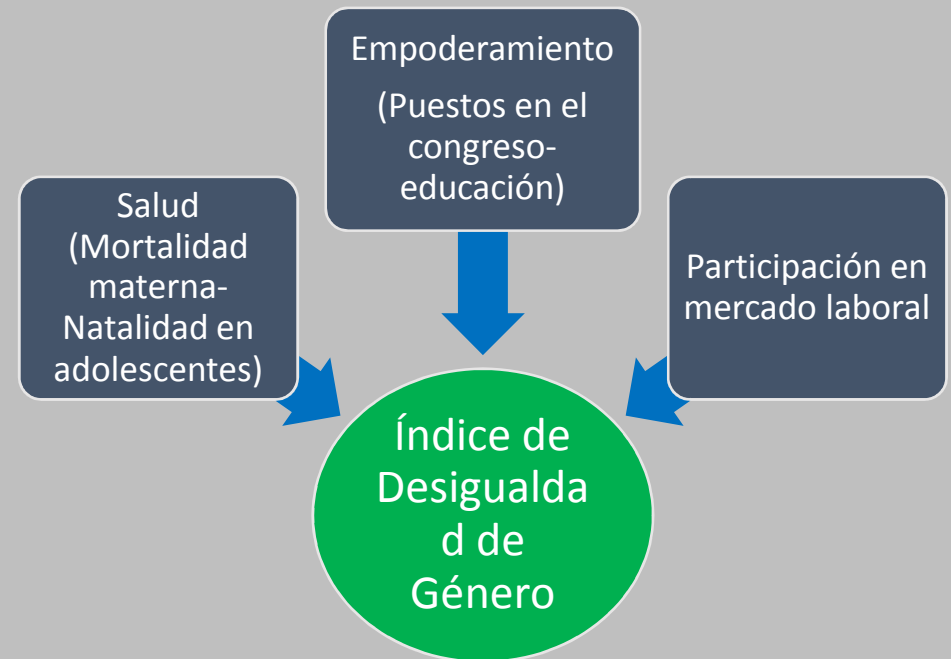 Empoderamiento
(Puestos en el
congreso-
educación)
Salud
(Mortalidad
materna-
Natalidad en
adolescentes)
Participación en
mercado laboral
Índice de
Desigualda
d de
Género